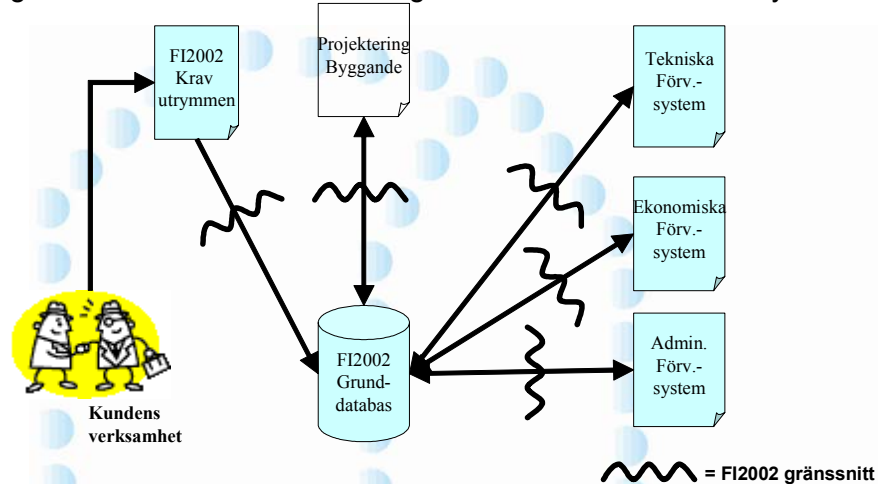 FI2002
Krav
utrymmen
Projektering
Byggande
Tekniska
Förv.-
system
Ekonomiska
Förv.-
system
FI2002
Grund-
databas
Admin.
Förv.-
system
Kundens
verksamhet
= FI2002 gränssnitt